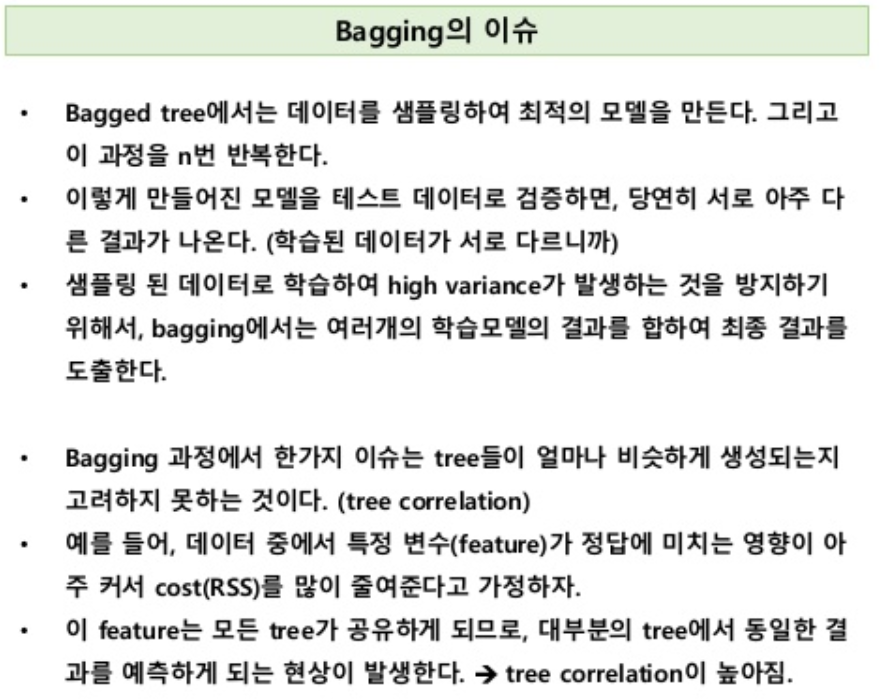 Bagging의 이슈
• Bagged tree에서는 데이터를 샘플링하여 최적의 모델을 만든다. 그리고
이 과정을 n번 반복한다.
• 이렇게 만들어진 모델을 테스트 데이터로 검증하면, 당연히 서로 아주 다
른 결과가 나온다. (학습된 데이터가 서로 다르니까)
• 샘플링 된 데이터로 학습하여 high variance가 발생하는 것을 방지하기
위해서, bagging에서는 여러개의 학습모델의 결과를 합하여 최종 결과를
도출한다.
• Bagging 과정에서 한가지 이슈는 tree들이 얼마나 비슷하게 생성되는지
고려하지 못하는 것이다. (tree correlation)
• 예를 들어, 데이터 중에서 특정 변수(feature)가 정답에 미치는 영향이 아
주 커서 cost(RSS)를 많이 줄여준다고 가정하자.
• 이 feature는 모든 tree가 공유하게 되므로, 대부분의 tree에서 동일한 결
과를 예측하게 되는 현상이 발생한다. → tree correlation이 높아짐.